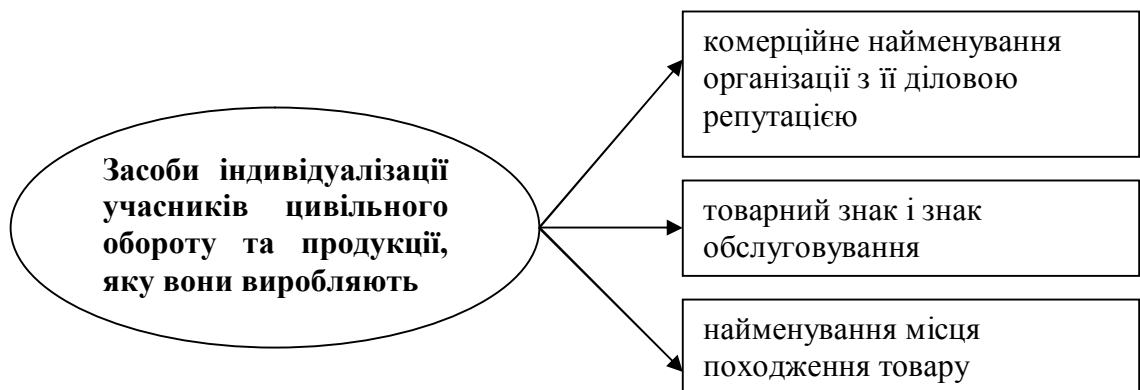 Засоби індивідуалізації
учасників цивільного
обороту та продукції,
яку вони виробляють
комерційне найменування
організації з її діловою
репутацією
товарний знак і знак
обслуговування
найменування місця
походження товару